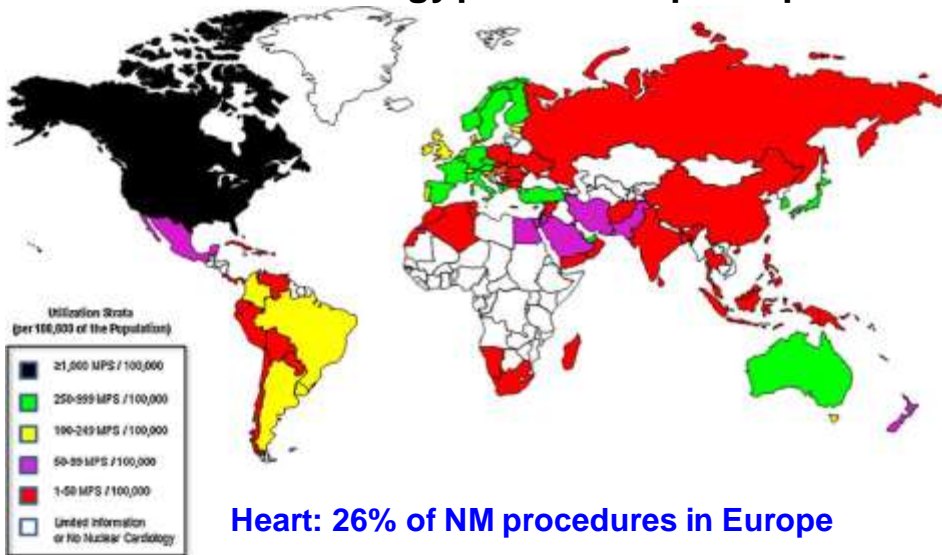 Utilization Strata
(per 100,000 of the Population)
≥1,000 MPS / 100,000
250-999 MPS / 100,000
100-249 MPS / 100,000
50-99 MPS / 100,000
1-50 MPS / 100,000
Limited Information
or No Nuclear Cardiology
Heart: 26% of NM procedures in Europe